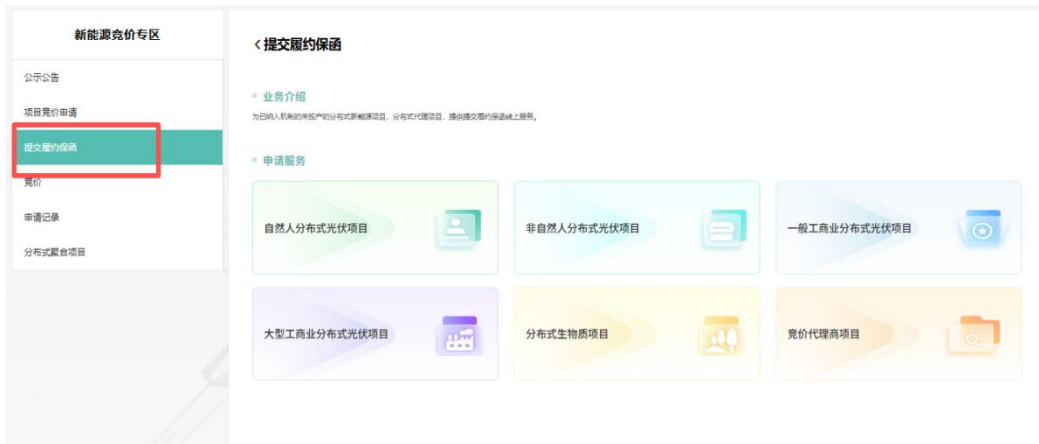 新能源竞价专区
公示公告
项目竞价申请
提交履约保函
竞价
申请记录
分布式聚合项目
<提交履约保函
业务介绍
为已纳入机制的未投产的分布式新能源项目、分布式代理项目，提供提交履约保函线上服务。
申请服务
自然人分布式光伏项目
非自然人分布式光伏项目
一般工商业分布式光伏项目
大型工商业分布式光伏项目
分布式生物质项目
竞价代理商项目